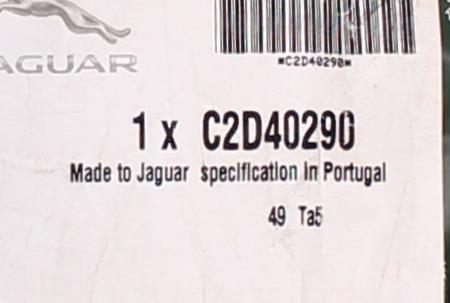 JAGUAR
*C2D40290*
1 x C2D40290
Made to Jaguar specification in Portugal
49 Ta5